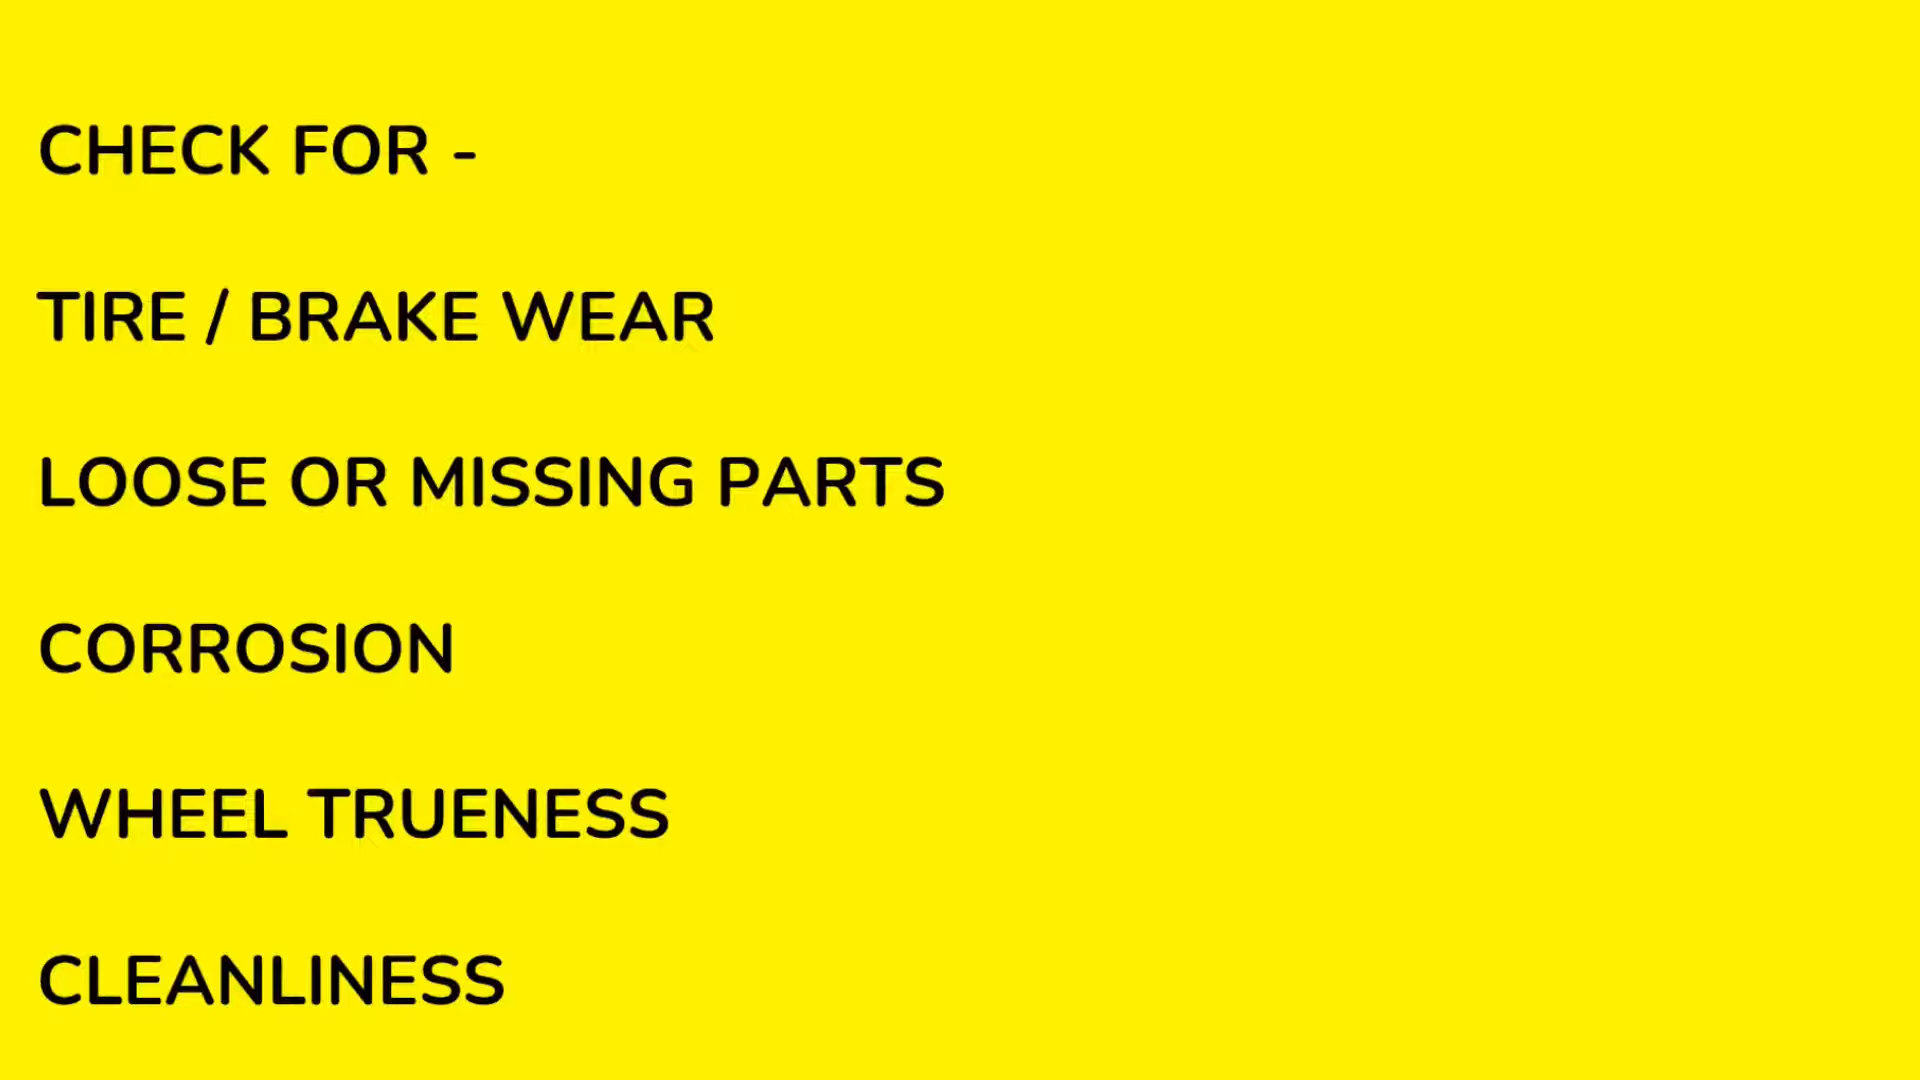 CHECK FOR -
TIRE / BRAKE WEAR
LOOSE OR MISSING PARTS
CORROSION
WHEEL TRUENESS
CLEANLINESS